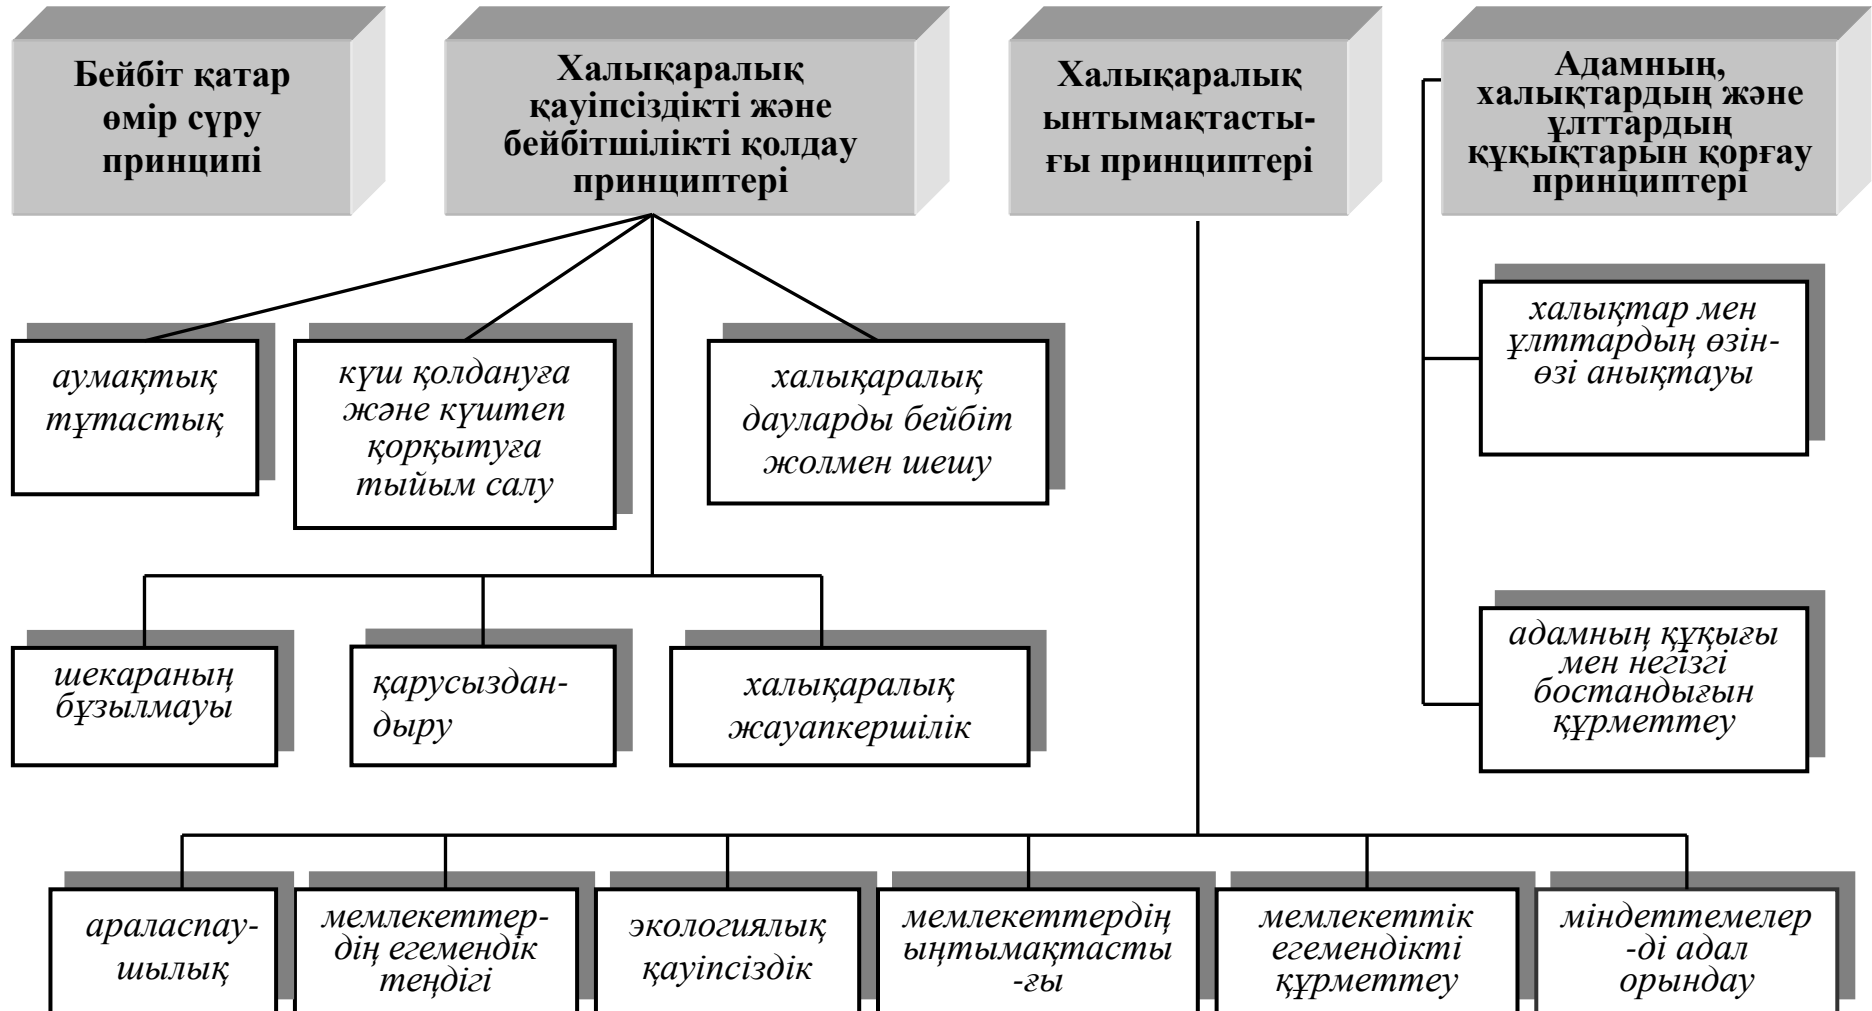 Бейбіт қатар
өмір сүру
принципі
Халықаралық
қауіпсіздікті және
бейбітшілікті қолдау
принциптері
Халықаралық
ынтымақтасты-
ғы принциптері
Адамның,
халықтардың және
ұлттардың
құқықтарын қорғау
принциптері
аумақтық
тұтастық
күш қолдануға
және күштеп
қорқытуға
тыйым салу
халықаралық
дауларды бейбіт
жолмен шешу
халықтар мен
ұлттардың өзін-
өзі анықтауы
шекараның
бұзылмауы
қарусыздан-
дыру
халықаралық
жауапкершілік
адамның құқығы
мен негізгі
бостандығын
құрметтеу
араласпау-
шылық
мемлекеттер-
дің егемендік
теңдігі
экологиялық
қауіпсіздік
мемлекеттердің
ыңтымақтасты
-ғы
мемлекеттік
егемендікті
құрметтеу
міндеттемелер
-ді адал
орындау